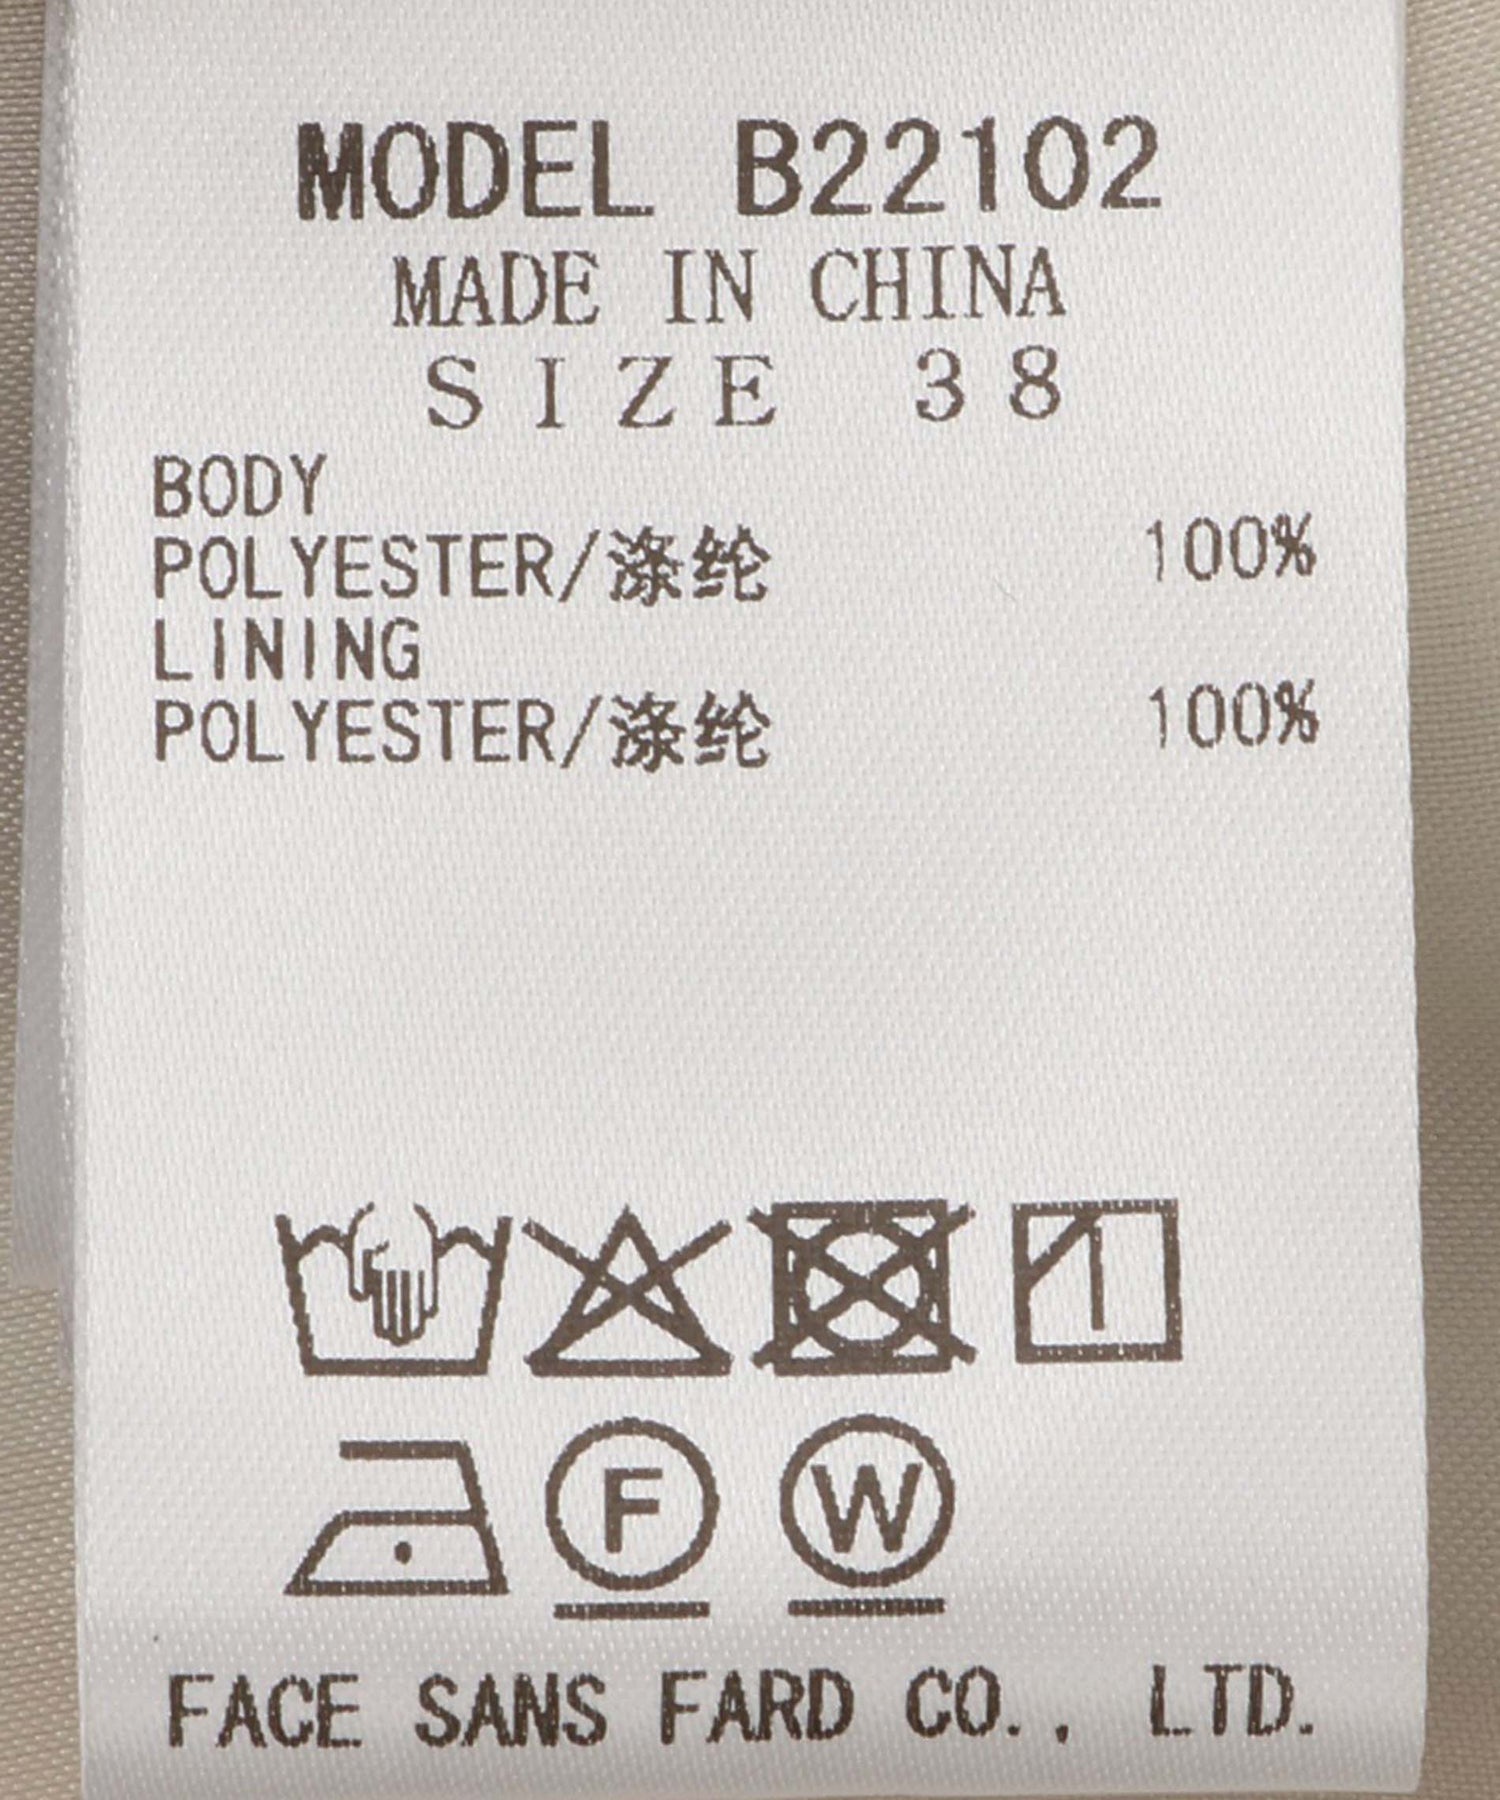 MODEL B22102
MADE IN CHINA
SIZE 38
BODY
POLYESTER/涤纶 100%
LINING
POLYESTER/涤纶 100%
F W
FACE SANS FARD CO., LTD.